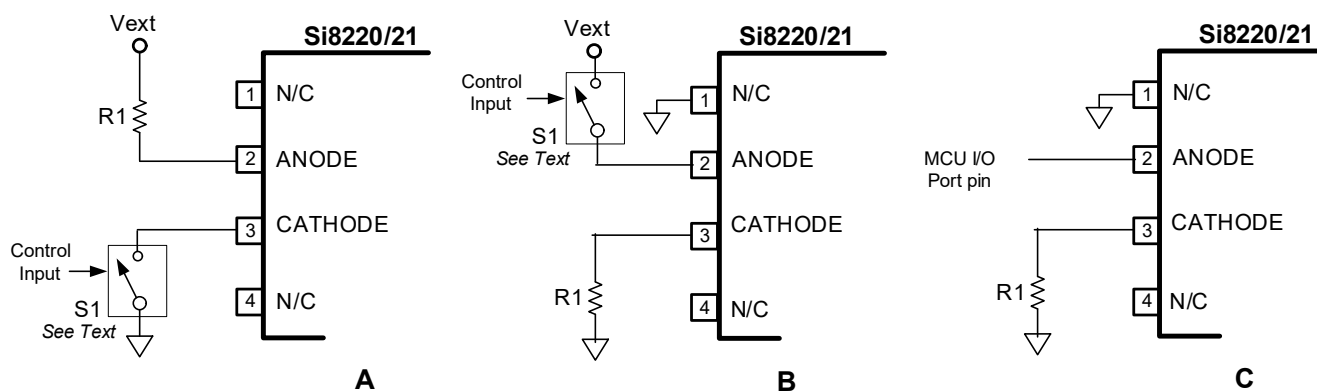 Vext
R1
Control
Input
S1
See Text
Si8220/21
1 N/C
2 ANODE
3 CATHODE
4 N/C
A
Vext
Control
Input
S1
See Text
R1
Si8220/21
1 N/C
2 ANODE
3 CATHODE
4 N/C
B
MCU I/O
Port pin
R1
Si8220/21
1 N/C
2 ANODE
3 CATHODE
4 N/C
C